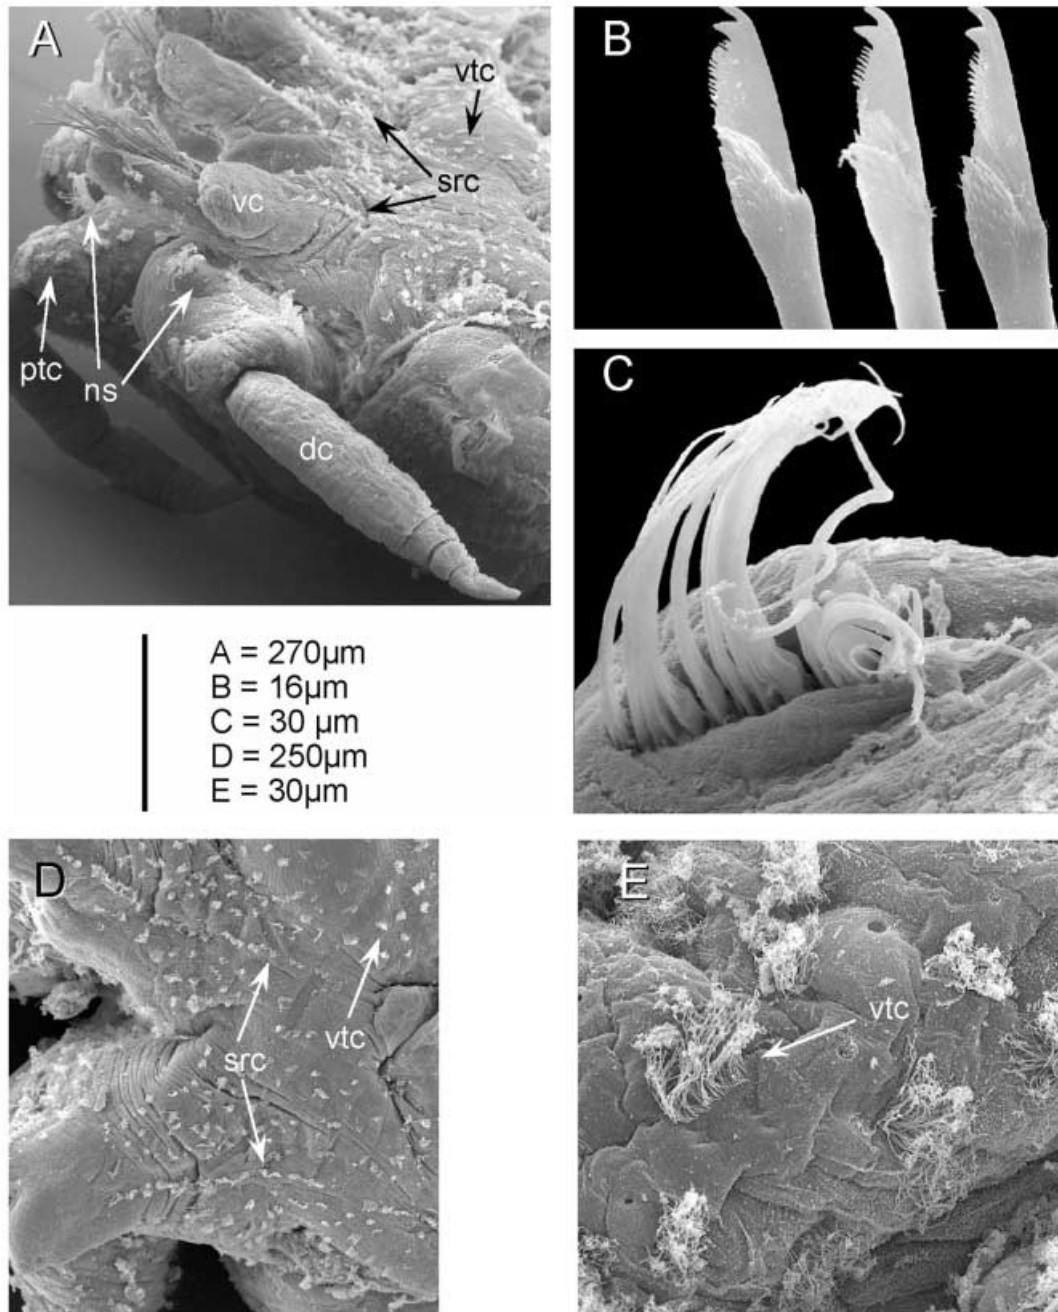 A
vtc
src
vc
ptc
ns
dc
B
C
A = 270µm
B = 16µm
C = 30 µm
D = 250µm
E = 30µm
D
src
vtc
E
vtc